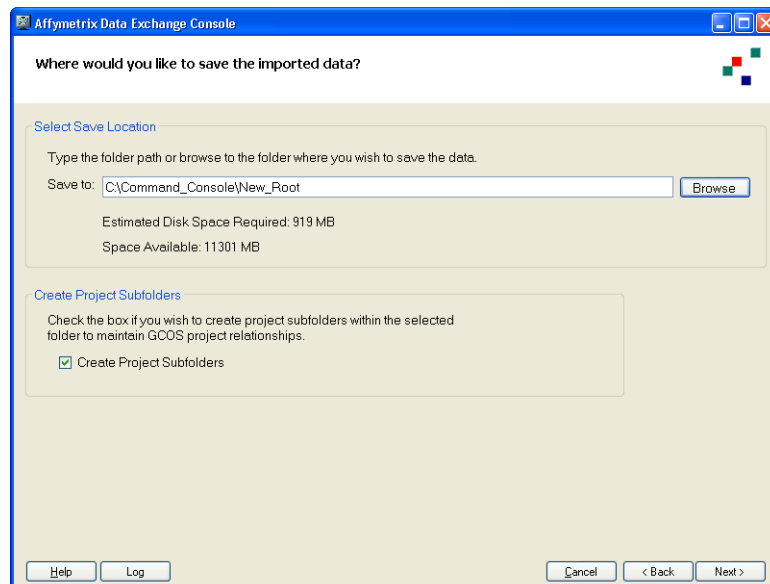 Affymetrix Data Exchange Console
Where would you like to save the imported data?
Select Save Location
Type the folder path or browse to the folder where you wish to save the data.
Save to: C:\Command_Console\New_Root Browse
Estimated Disk Space Required: 919 MB
Space Available: 11301 MB
Create Project Subfolders
Check the box if you wish to create project subfolders within the selected
folder to maintain GCOS project relationships.
Create Project Subfolders
Help Log Cancel < Back Next >